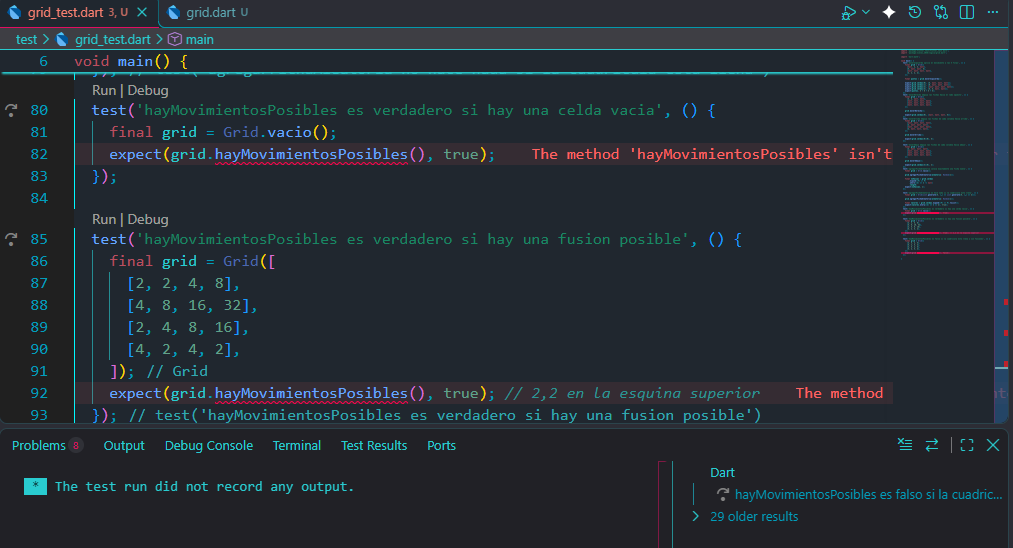 grid_test.dart 3, U
grid.dart U
test > grid_test.dart > main
6 void main() {
Run | Debug
80 test('hayMovimientosPosibles es verdadero si hay una celda vacia', () {
81 final grid = Grid.vacio();
82 expect(grid.hayMovimientosPosibles(), true); The method 'hayMovimientosPosibles' isn't
83 });
84
Run | Debug
85 test('hayMovimientosPosibles es verdadero si hay una fusion posible', () {
86 final grid = Grid([
87 [2, 2, 4, 8],
88 [4, 8, 16, 32],
89 [2, 4, 8, 16],
90 [4, 2, 4, 2],
91 ]); // Grid
92 expect(grid.hayMovimientosPosibles(), true); // 2,2 en la esquina superior The method
93 }); // test('hayMovimientosPosibles es verdadero si hay una fusion posible')
Problems 8 Output Debug Console Terminal Test Results Ports
* The test run did not record any output.
Dart
hayMovimientosPosibles es falso si la cuadric...
29 older results